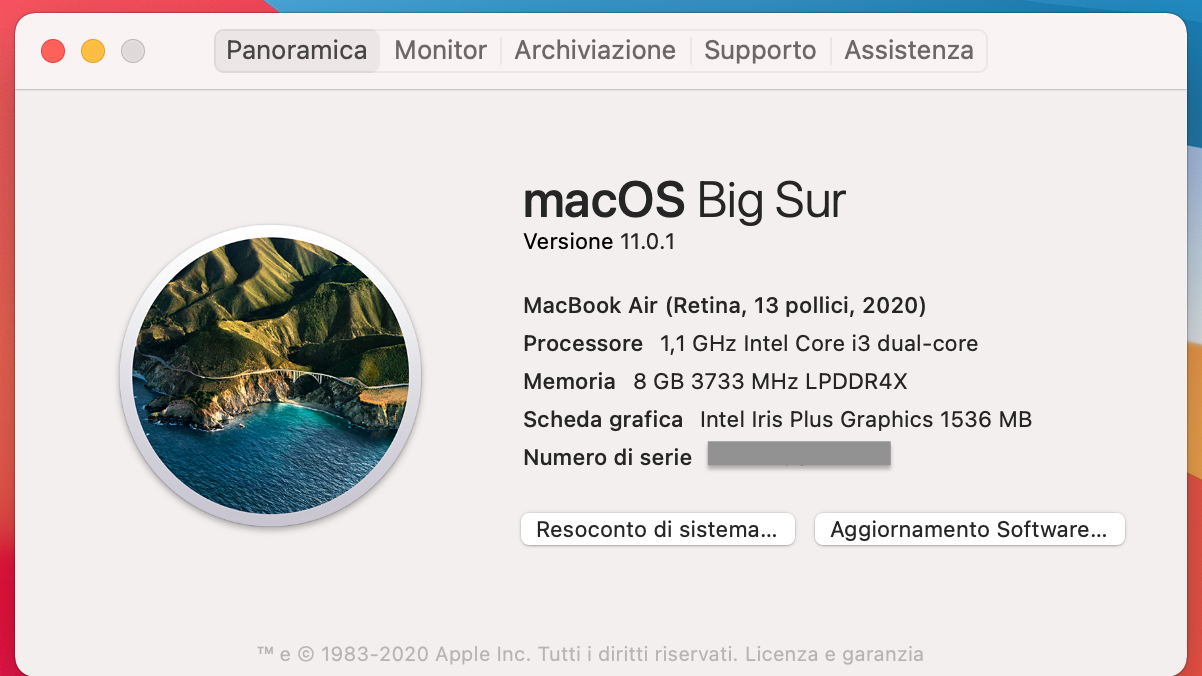 Panoramica Monitor Archiviazione Supporto Assistenza
macOS Big Sur
Versione 11.0.1
MacBook Air (Retina, 13 pollici, 2020)
Processore 1,1 GHz Intel Core i3 dual-core
Memoria 8 GB 3733 MHz LPDDR4X
Scheda grafica Intel Iris Plus Graphics 1536 MB
Numero di serie
Resoconto di sistema... Aggiornamento Software...
™ e © 1983-2020 Apple Inc. Tutti i diritti riservati. Licenza e garanzia